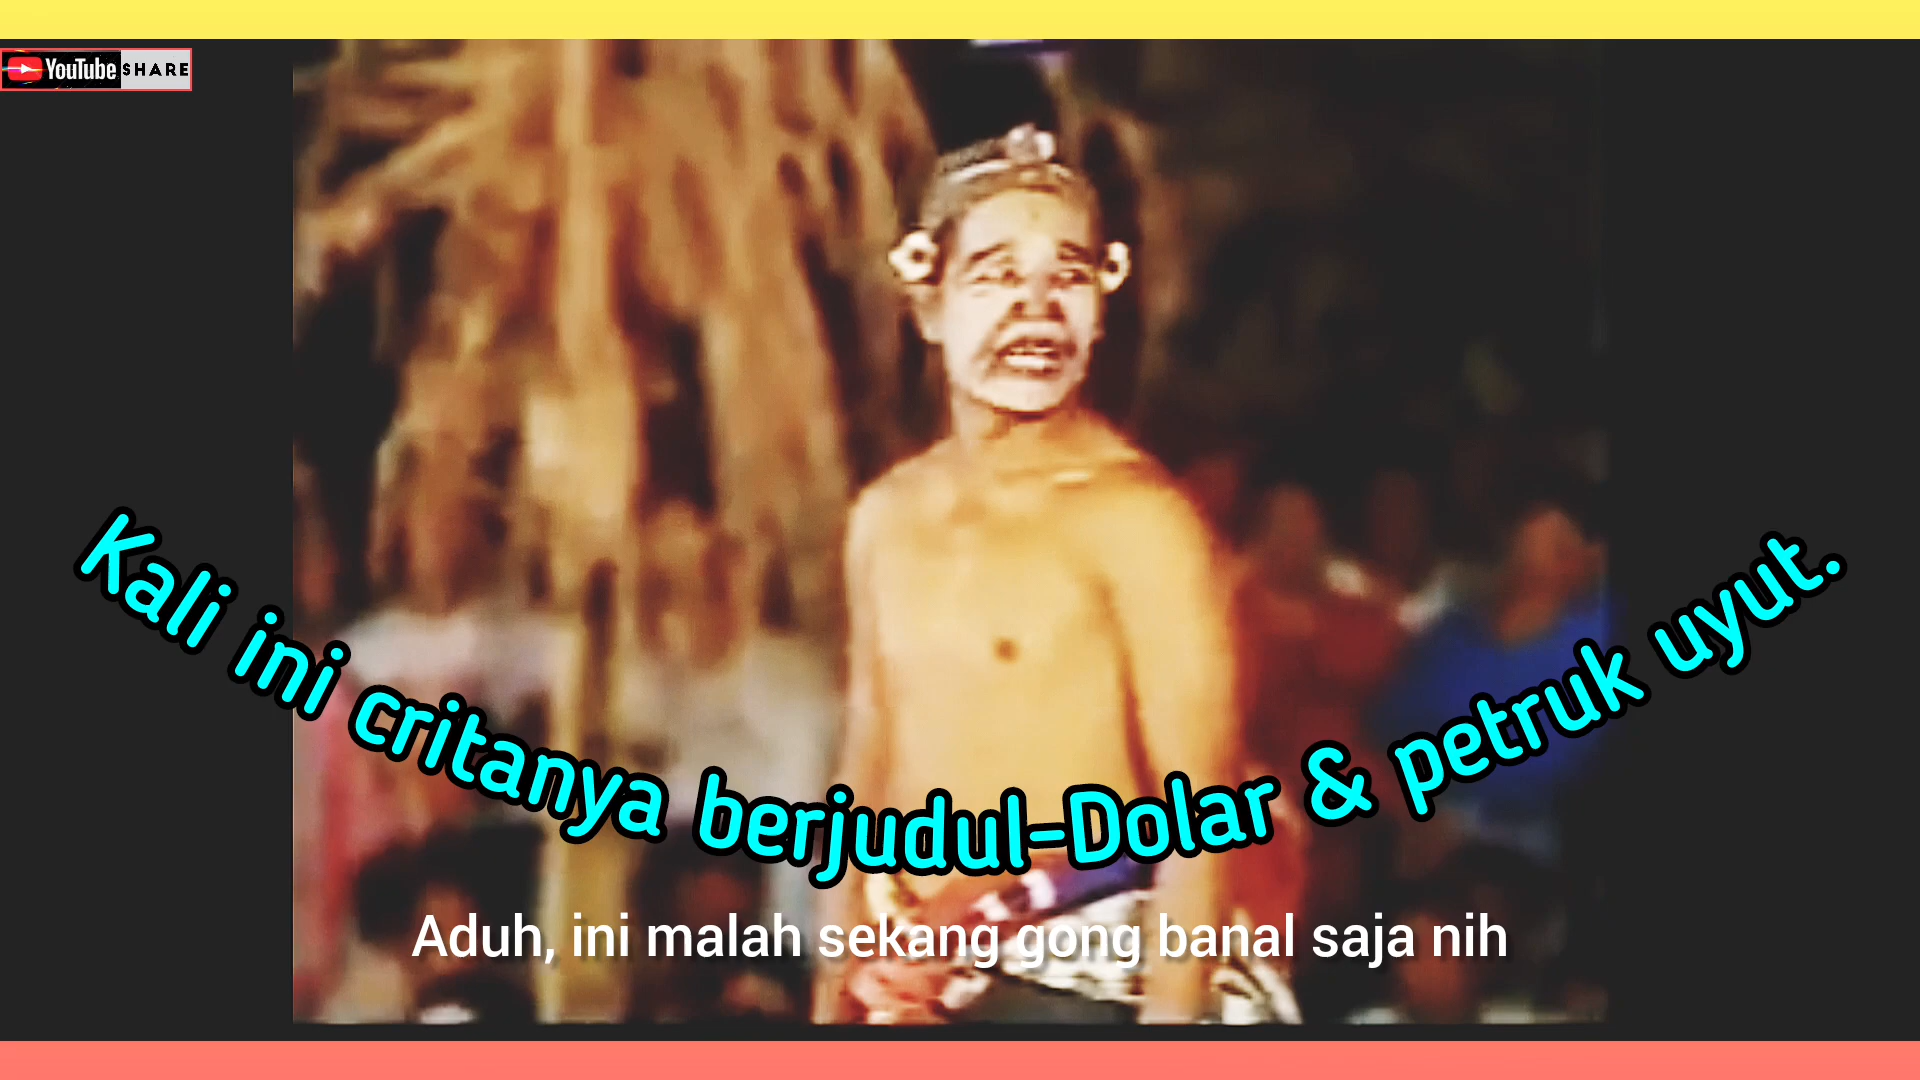 YouTube SHARE
Kali ini critanya berjudul-Dolar & petruk uyut.
Aduh, ini malah sekang gong banal saja nih